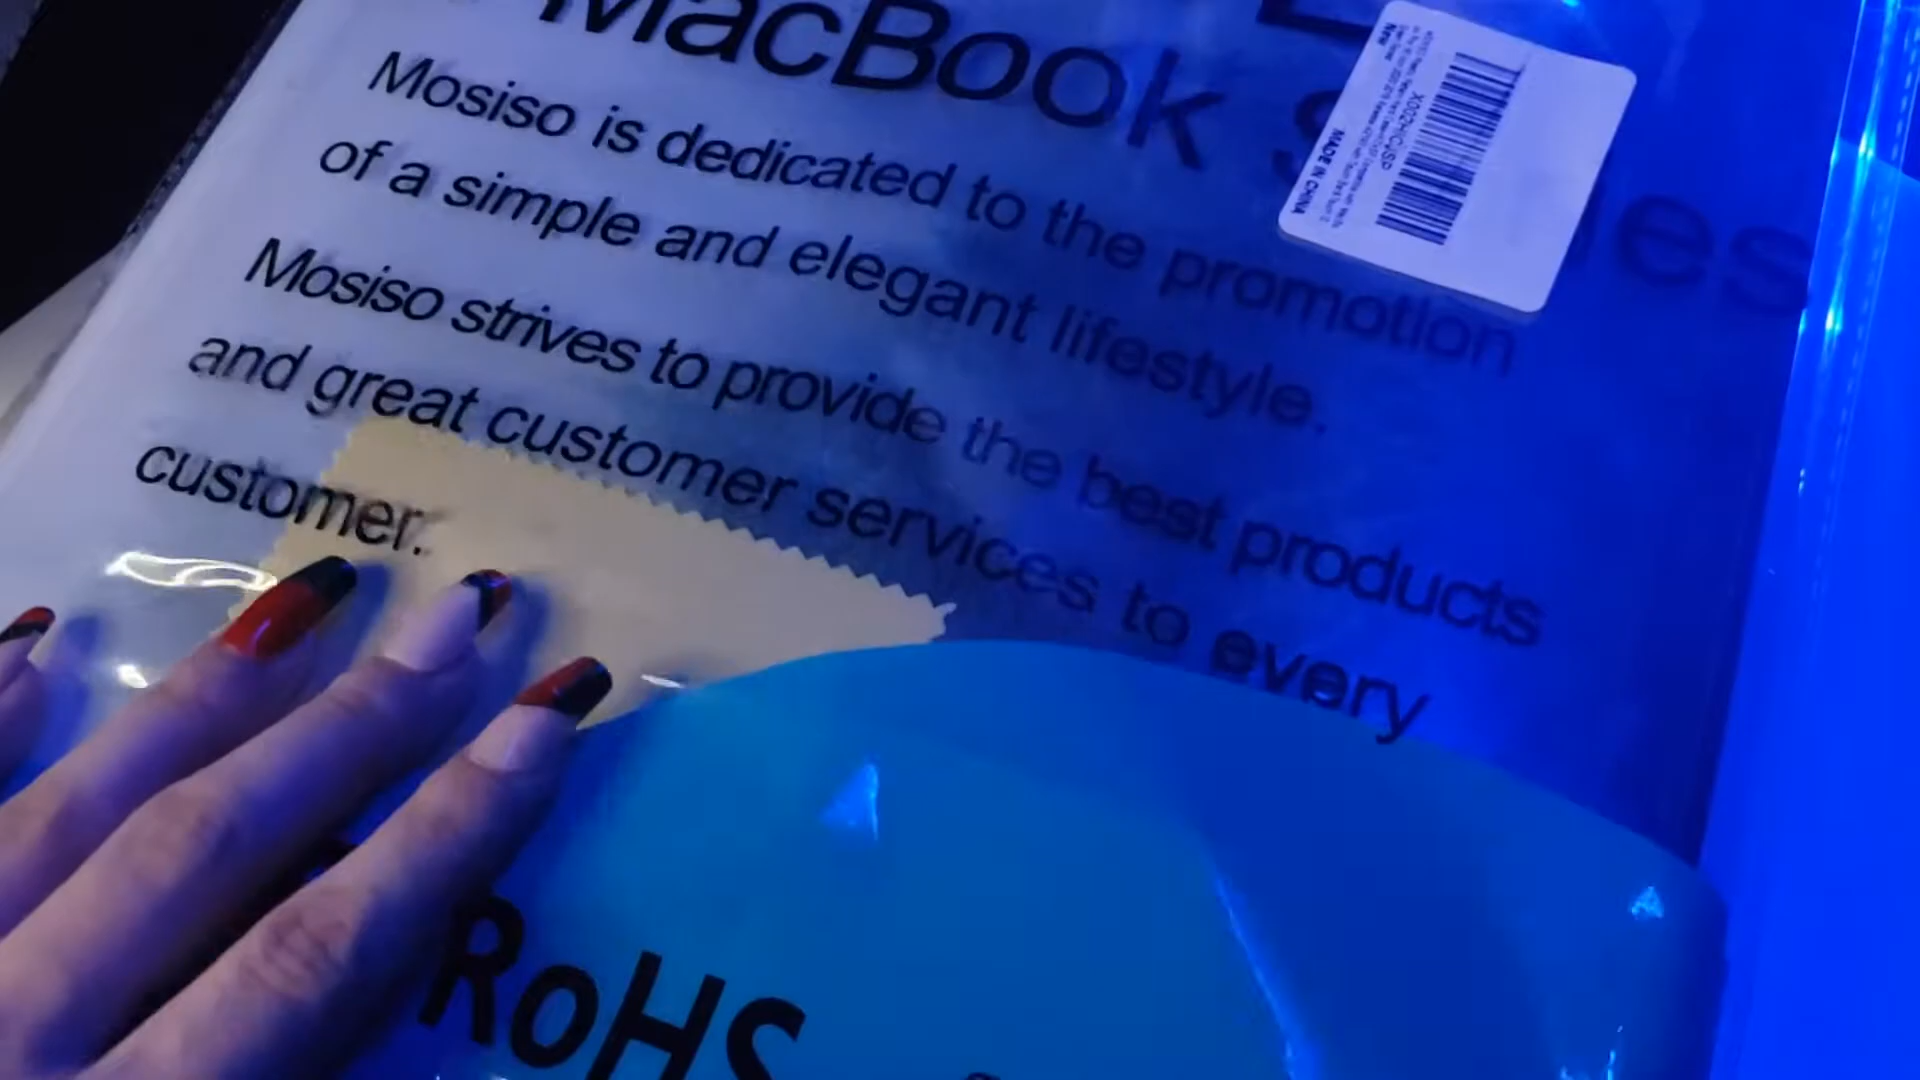 MacBook
Mosiso is dedicated to the promotion
of a simple and elegant lifestyle.
Mosiso strives to provide the best products
and great customer services to every
customer.
New
MADE IN CHINA
RoHS